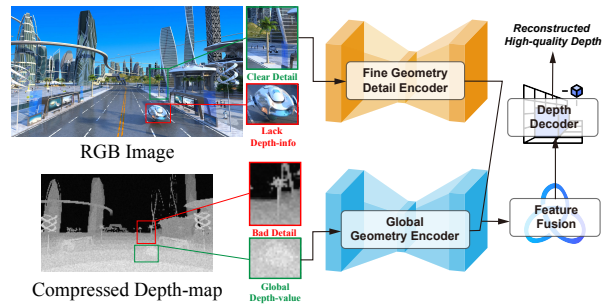 Clear Detail
Lack
Depth-info
RGB Image
Fine Geometry
Detail Encoder
Reconstructed
High-quality Depth
Depth
Decoder
Bad Detail
Global
Depth-value
Compressed Depth-map
Global
Geometry Encoder
Feature
Fusion